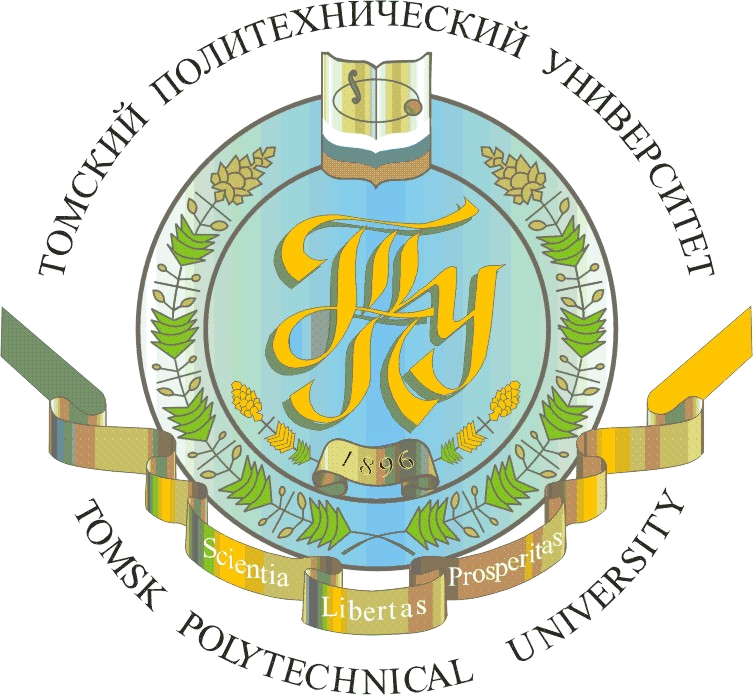 ТОМСКИЙ ПОЛИТЕХНИЧЕСКИЙ УНИВЕРСИТЕТ
ТПУ
1896
Scientia Libertas Prosperitas
TOMSK POLYTECHNICAL UNIVERSITY